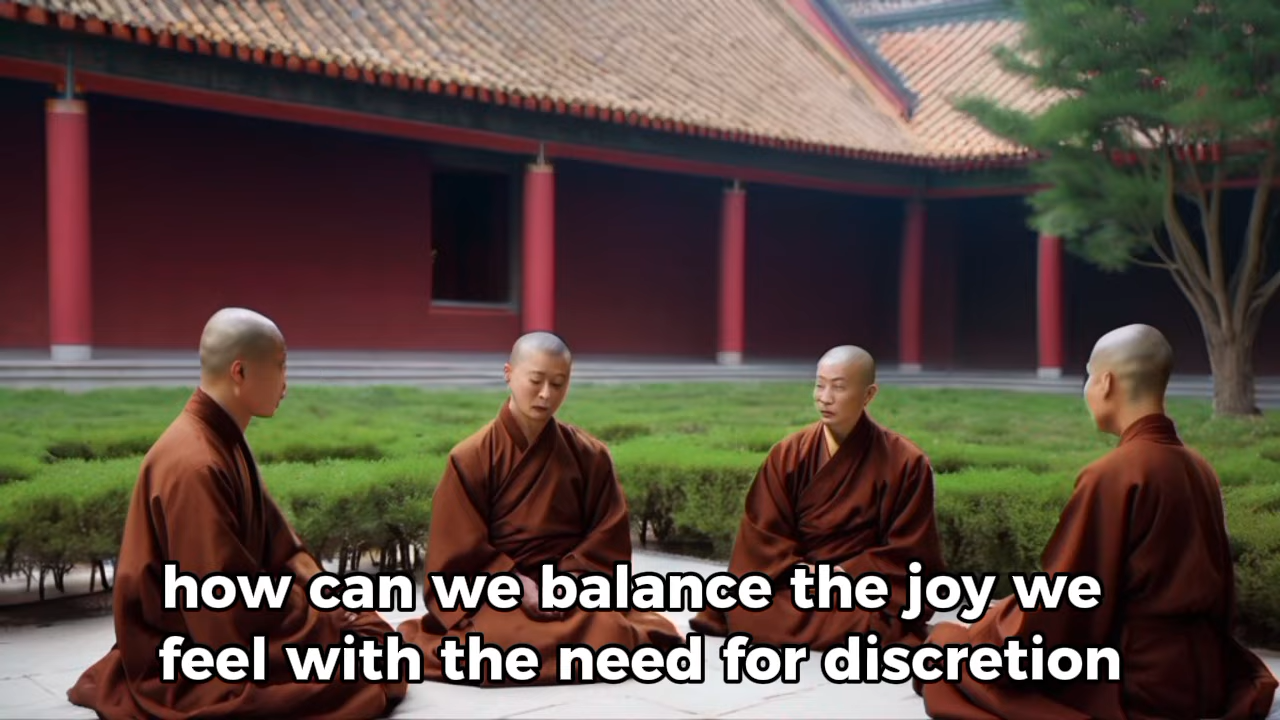 how can we balance the joy we
feel with the need for discretion